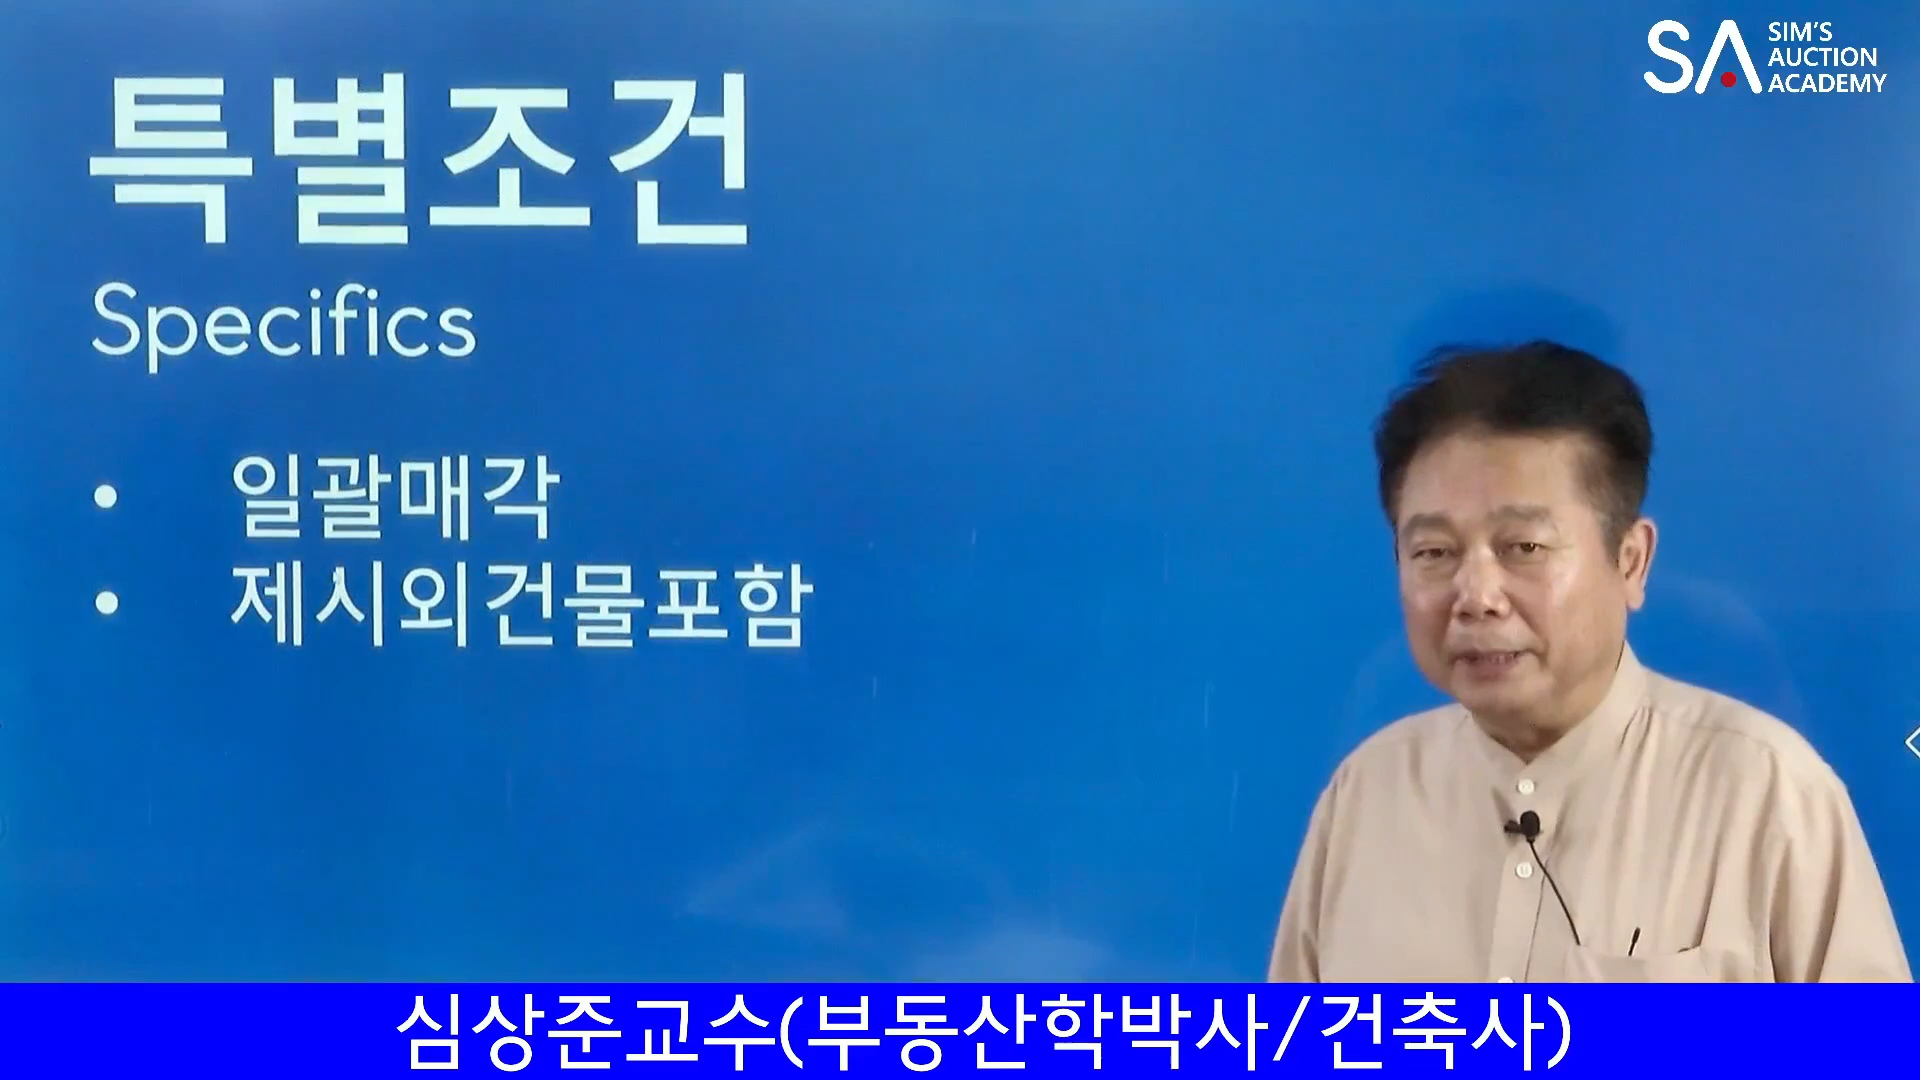 특별조건
Specifics
• 일괄매각
• 제시외건물포함
SA SIM'S
AUCTION
ACADEMY
심상준교수(부동산학박사/건축사)